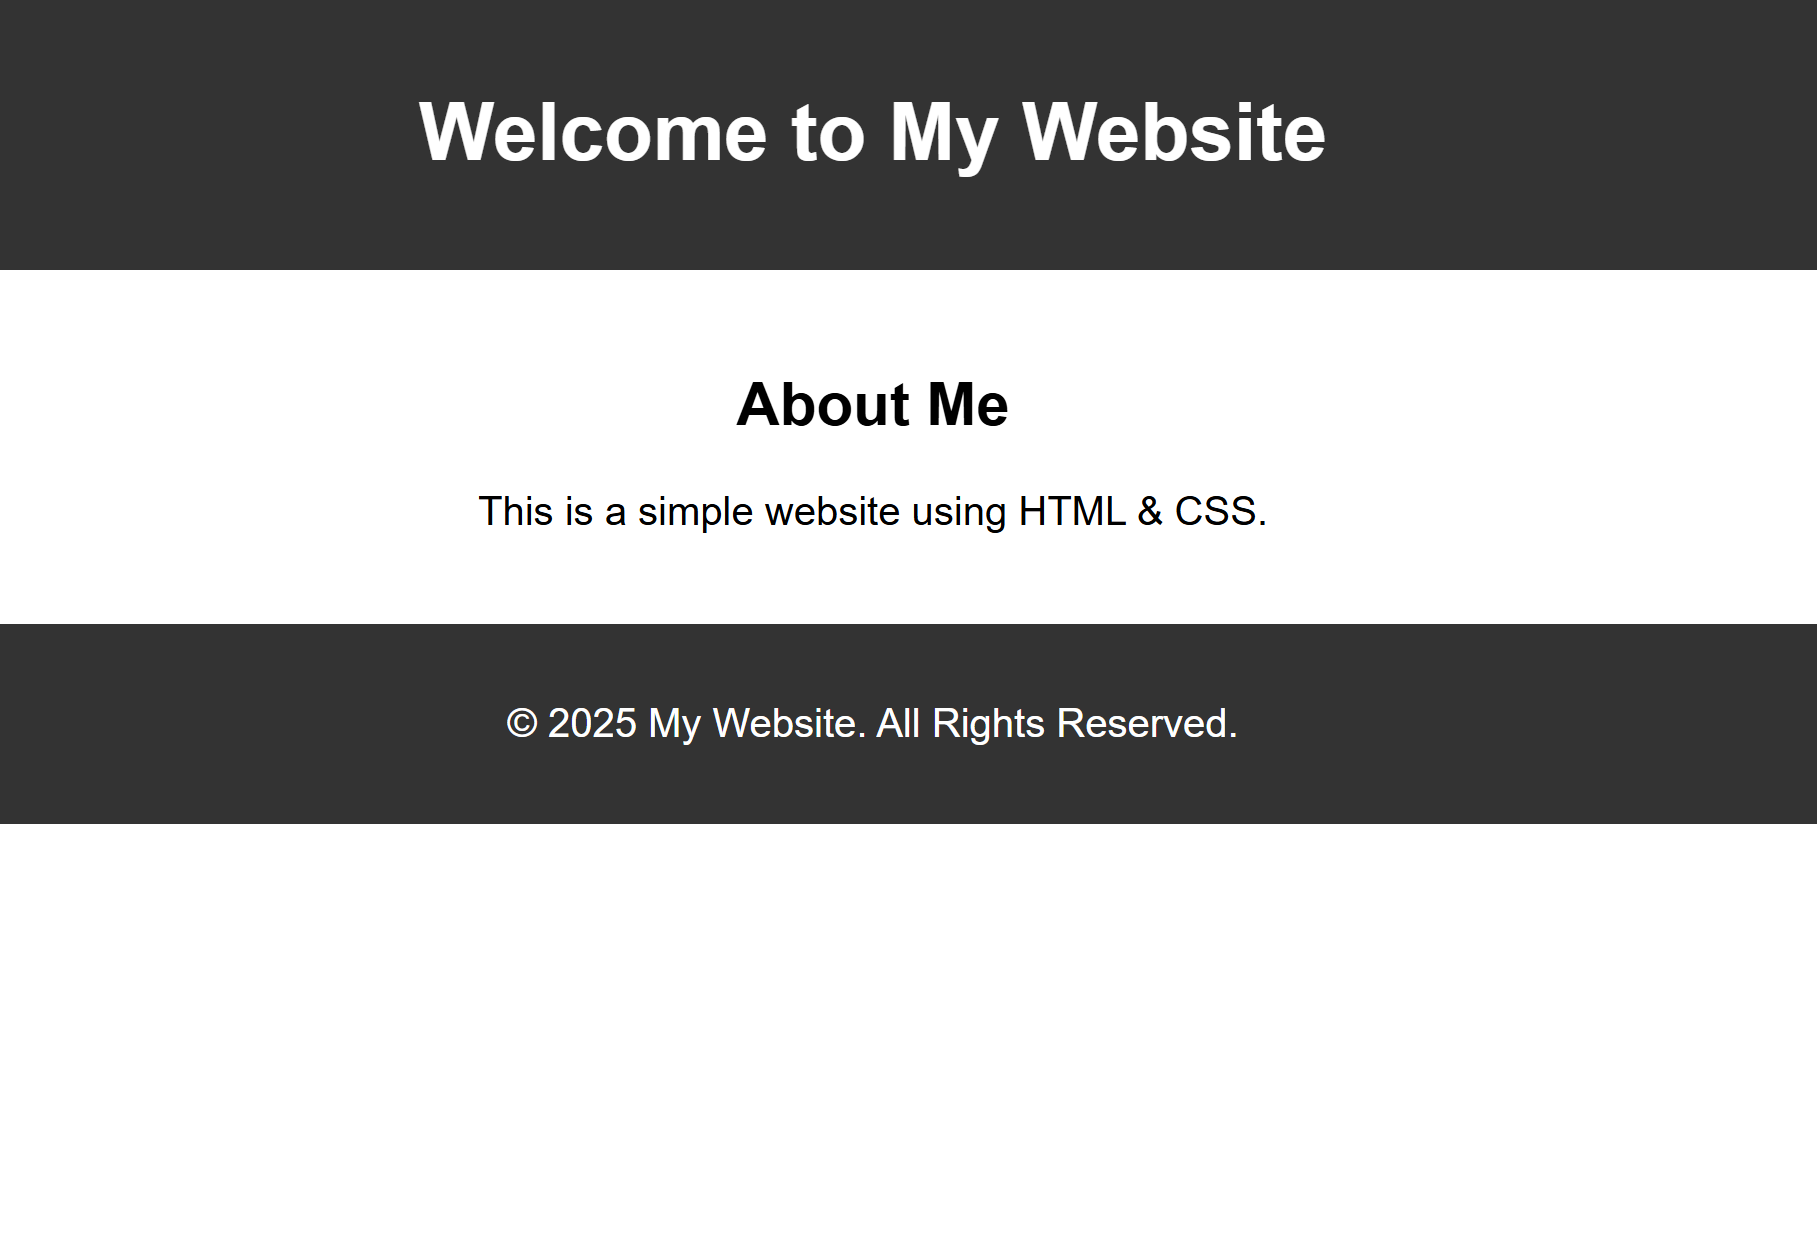 Welcome to My Website
About Me
This is a simple website using HTML & CSS.
© 2025 My Website. All Rights Reserved.